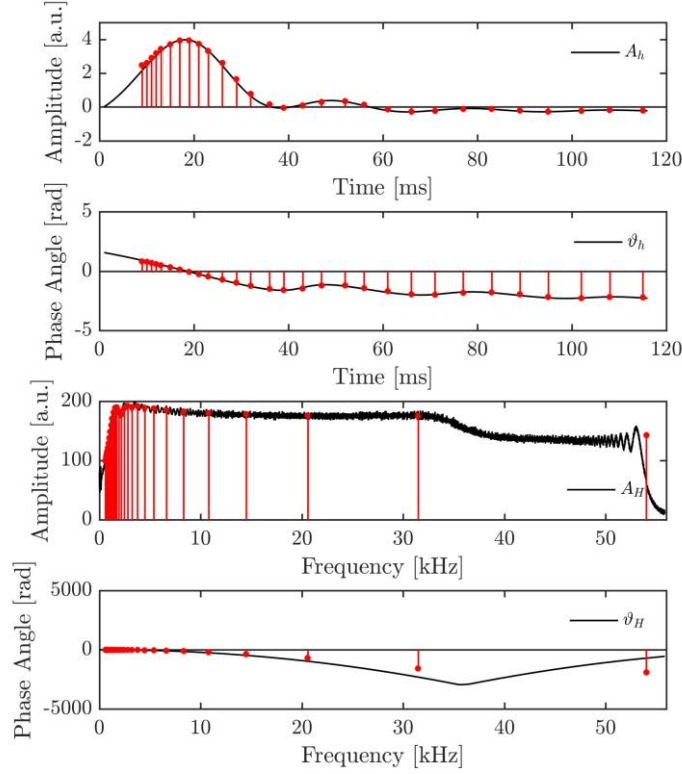 Amplitude [a.u.]
4
2
0
-2
A_h
0 20 40 60 80 100 120
Time [ms]
Phase Angle [rad]
5
0
-5
ϑ_h
0 20 40 60 80 100 120
Time [ms]
Amplitude [a.u.]
200
100
0
A_H
0 10 20 30 40 50
Frequency [kHz]
Phase Angle [rad]
5000
0
-5000
ϑ_H
0 10 20 30 40 50
Frequency [kHz]